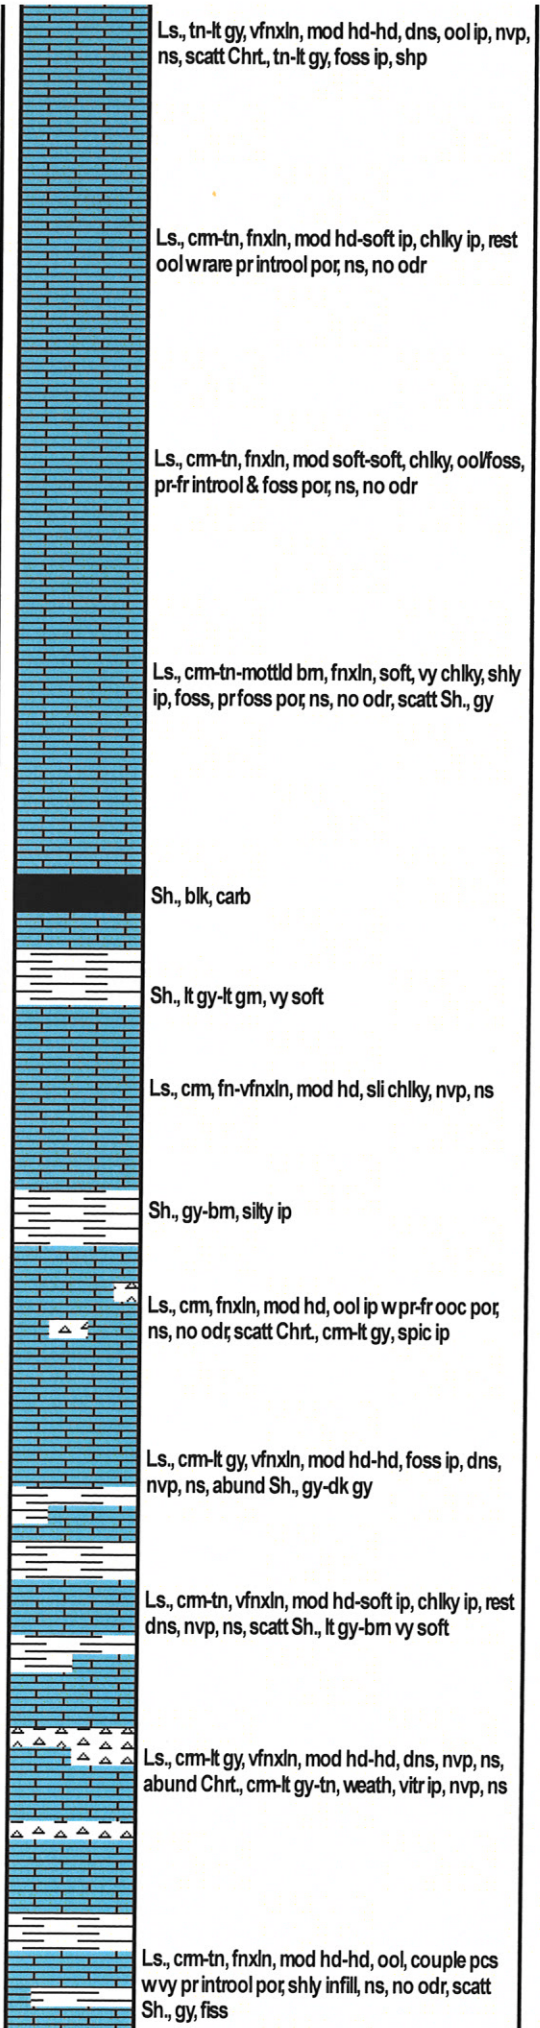 Ls., tn-lt gy, vfnxln, mod hd-hd, dns, ool ip, nvp,
ns, scatt Chrt., tn-lt gy, foss ip, shp
Ls., crm-tn, fnxln, mod hd-soft ip, chlky ip, rest
ool w rare pr introol por, ns, no odr
Ls., crm-tn, fnxln, mod soft-soft, chlky, ool/foss,
pr-fr introol & foss por, ns, no odr
Ls., crm-tn-mottld brn, fnxln, soft, vy chlky, shly
ip, foss, pr foss por, ns, no odr, scatt Sh., gy
Sh., blk, carb
Sh., lt gy-lt grn, vy soft
Ls., crm, fn-vfnxln, mod hd, sli chlky, nvp, ns
Sh., gy-brn, silty ip
Ls., crm, fnxln, mod hd, ool ip w pr-fr ooc por,
ns, no odr, scatt Chrt., crm-lt gy, spic ip
Ls., crm-lt gy, vfnxln, mod hd-hd, foss ip, dns,
nvp, ns, abund Sh., gy-dk gy
Ls., crm-tn, vfnxln, mod hd-soft ip, chlky ip, rest
dns, nvp, ns, scatt Sh., lt gy-brn vy soft
Ls., crm-lt gy, vfnxln, mod hd-hd, dns, nvp, ns,
abund Chrt., crm-lt gy-tn, weath, vitr ip, nvp, ns
Ls., crm-tn, fnxln, mod hd-hd, ool, couple pcs
w vy pr introol por, shly infill, ns, no odr, scatt
Sh., gy, fiss